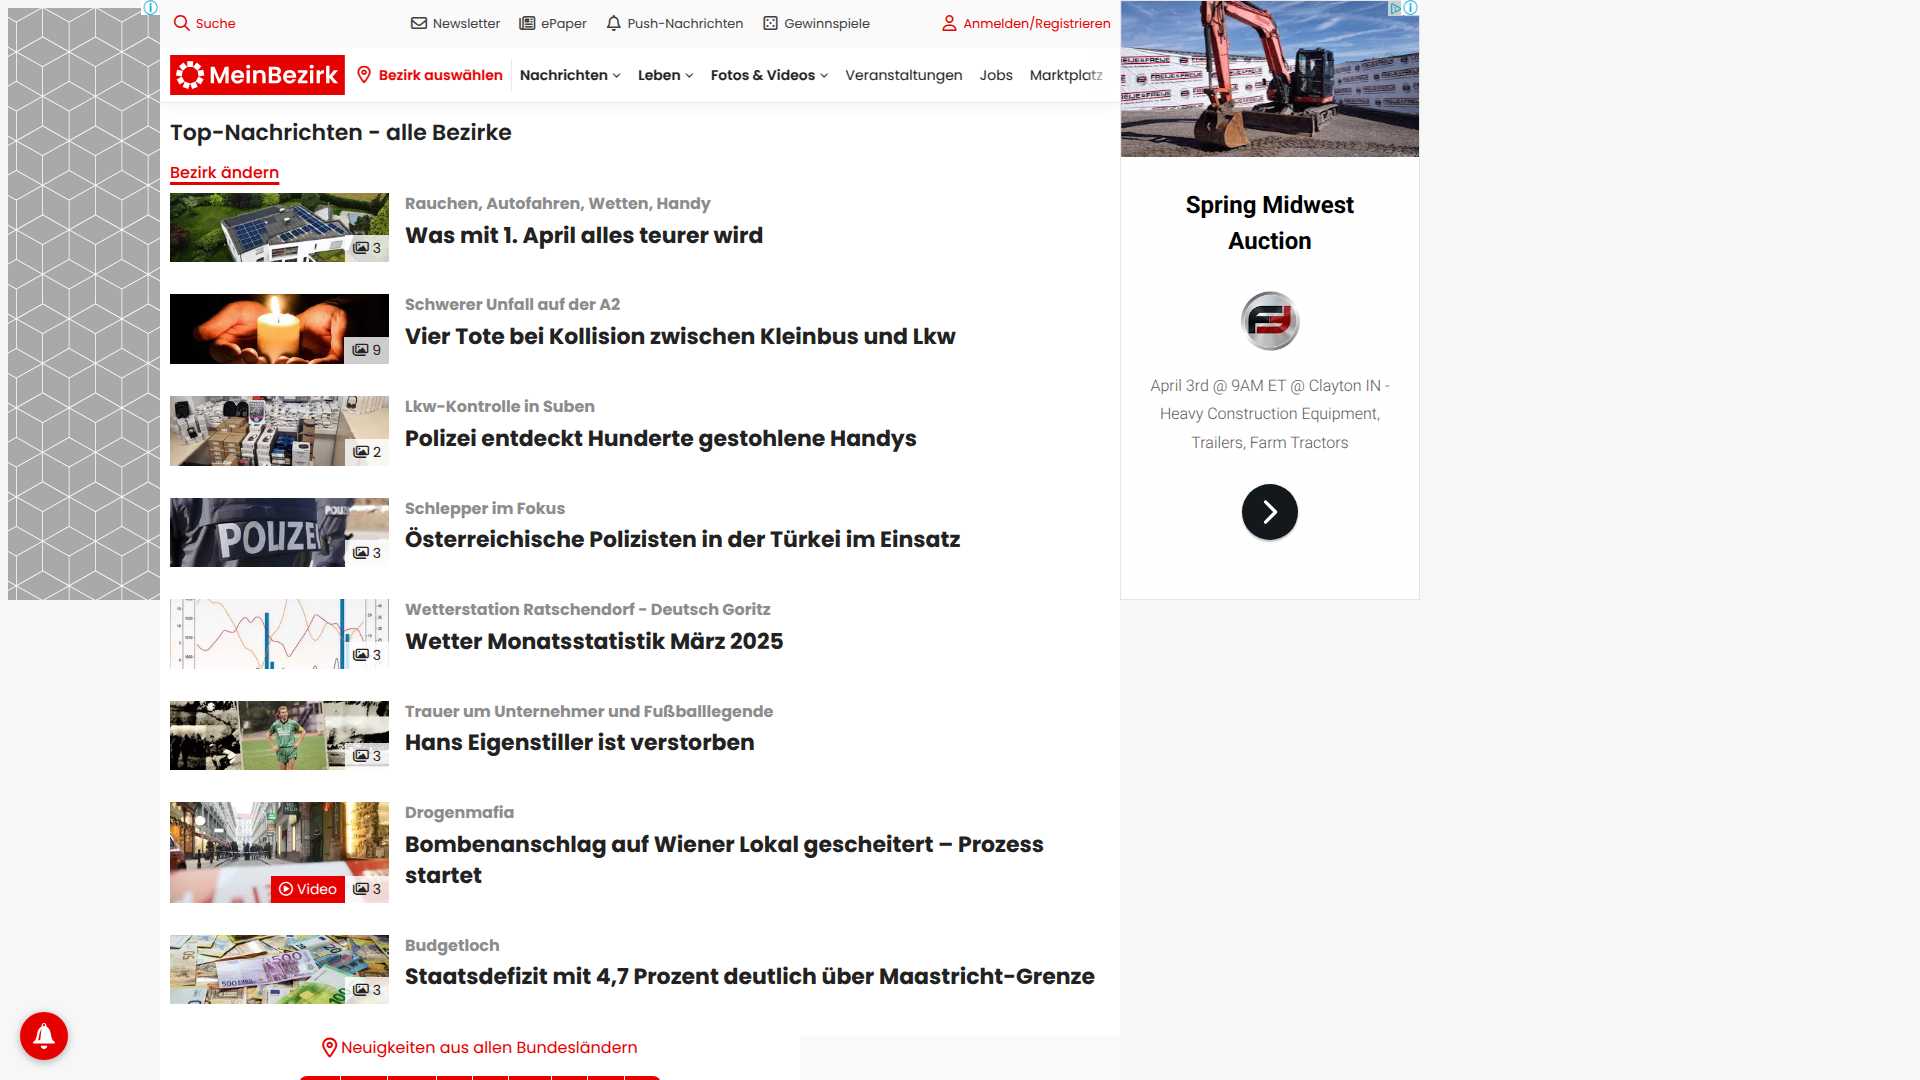 Suche
Newsletter
ePaper
Push-Nachrichten
Gewinnspiele
Anmelden/Registrieren
MeinBezirk
Bezirk auswählen
Nachrichten
Leben
Fotos & Videos
Veranstaltungen
Jobs
Marktplatz
Top-Nachrichten - alle Bezirke
Bezirk ändern
3
Rauchen, Autofahren, Wetten, Handy
Was mit 1. April alles teurer wird
9
Schwerer Unfall auf der A2
Vier Tote bei Kollision zwischen Kleinbus und Lkw
2
Lkw-Kontrolle in Suben
Polizei entdeckt Hunderte gestohlene Handys
POLIZEI
3
Schlepper im Fokus
Österreichische Polizisten in der Türkei im Einsatz
3
Wetterstation Ratschendorf - Deutsch Goritz
Wetter Monatsstatistik März 2025
3
Trauer um Unternehmer und Fußballlegende
Hans Eigenstiller ist verstorben
Video
3
Drogenmafia
Bombenanschlag auf Wiener Lokal gescheitert – Prozess
startet
3
Budgetloch
Staatsdefizit mit 4,7 Prozent deutlich über Maastricht-Grenze
Neuigkeiten aus allen Bundesländern
Spring Midwest
Auction
April 3rd @ 9AM ET @ Clayton IN -
Heavy Construction Equipment,
Trailers, Farm Tractors